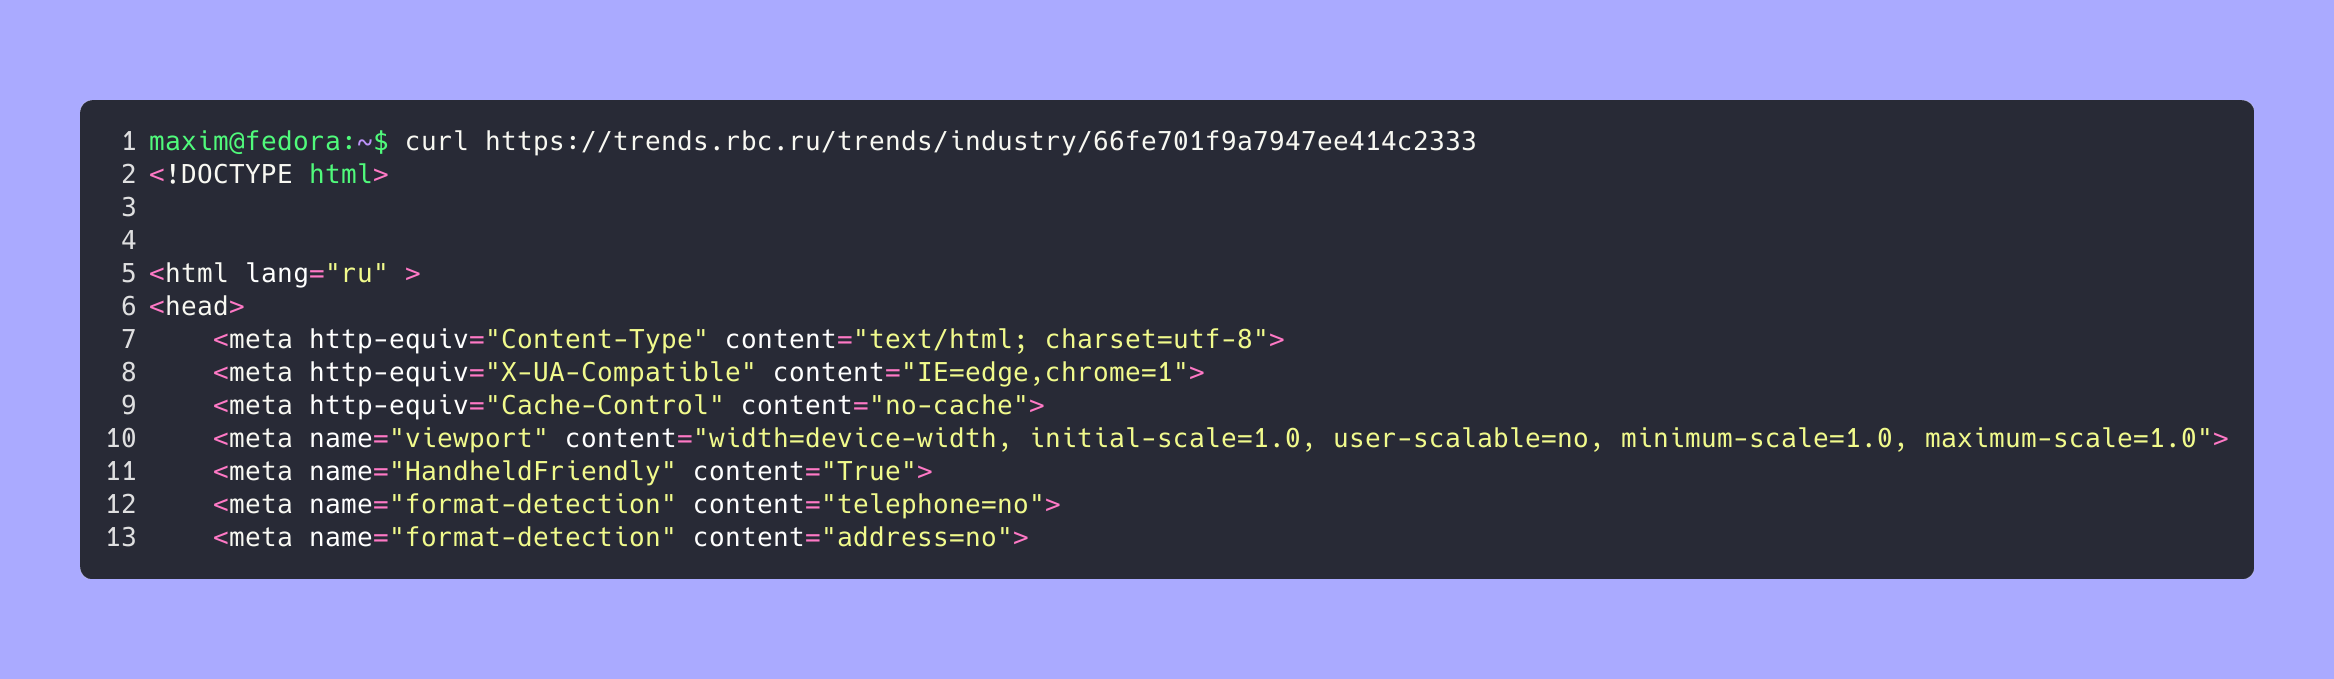 1 maxim@fedora:~$ curl https://trends.rbc.ru/trends/industry/66fe701f9a7947ee414c2333
2 <!DOCTYPE html>
3
4
5 <html lang="ru" >
6 <head>
7     <meta http-equiv="Content-Type" content="text/html; charset=utf-8">
8     <meta http-equiv="X-UA-Compatible" content="IE=edge,chrome=1">
9     <meta http-equiv="Cache-Control" content="no-cache">
10     <meta name="viewport" content="width=device-width, initial-scale=1.0, user-scalable=no, minimum-scale=1.0, maximum-scale=1.0">
11     <meta name="HandheldFriendly" content="True">
12     <meta name="format-detection" content="telephone=no">
13     <meta name="format-detection" content="address=no">